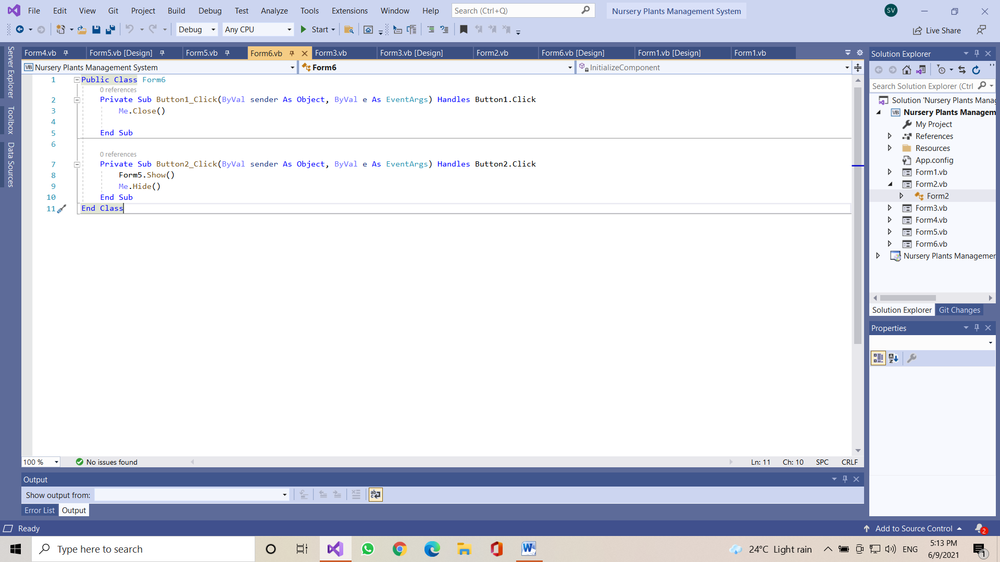 File Edit View Git Project Build Debug Test Analyze Tools Extensions Window Help Search (Ctrl+Q) Nursery Plants Management System SV
Debug Any CPU Start Live Share
Server Explorer
Toolbox
Data Sources
Form4.vb Form5.vb [Design] Form5.vb Form6.vb Form3.vb Form3.vb [Design] Form2.vb Form6.vb [Design] Form1.vb [Design] Form1.vb
VB Nursery Plants Management System Form6 InitializeComponent
1 Public Class Form6
0 references
2 Private Sub Button1_Click(ByVal sender As Object, ByVal e As EventArgs) Handles Button1.Click
3 Me.Close()
4
5 End Sub
6
0 references
7 Private Sub Button2_Click(ByVal sender As Object, ByVal e As EventArgs) Handles Button2.Click
8 Form5.Show()
9 Me.Hide()
10 End Sub
11 End Class
100 % No issues found Ln: 11 Ch: 10 SPC CRLF
Output
Show output from:
Error List Output
Solution Explorer
Search Solution Explorer (Ctrl
Solution 'Nursery Plants Manag
VB Nursery Plants Managem
My Project
References
Resources
App.config
Form1.vb
Form2.vb
Form2
Form3.vb
Form4.vb
Form5.vb
Form6.vb
Nursery Plants Managemer
Solution Explorer Git Changes
Properties
Ready Add to Source Control 2
Type here to search 24°C Light rain ENG 5:13 PM
6/9/2021 1